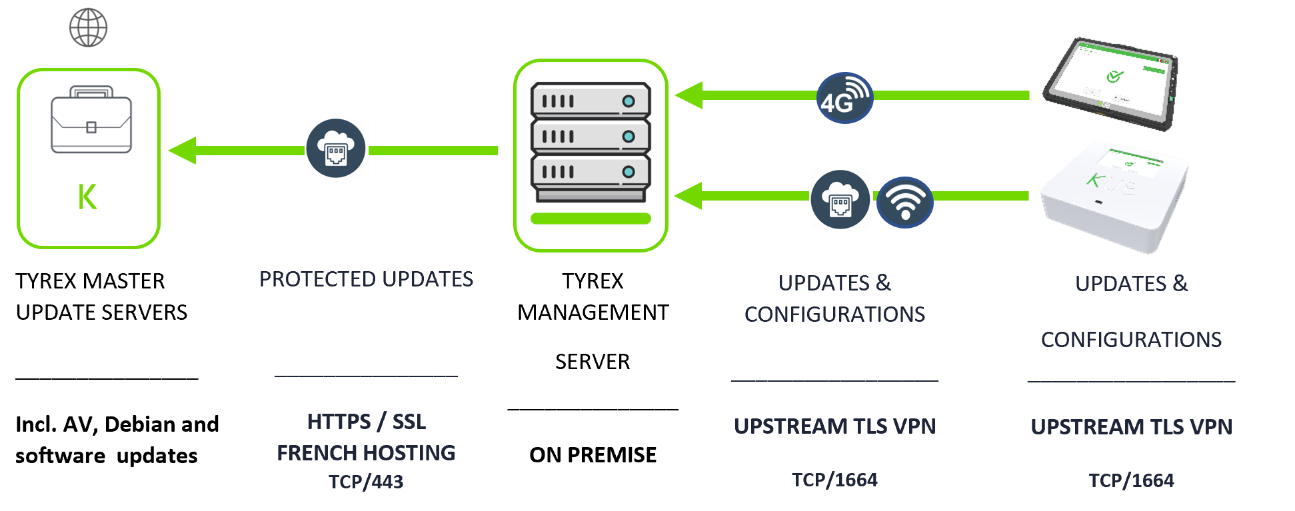 K
4G
TYREX MASTER
UPDATE SERVERS
Incl. AV, Debian and
software updates
PROTECTED UPDATES
HTTPS / SSL
FRENCH HOSTING
TCP/443
TYREX
MANAGEMENT
SERVER
ON PREMISE
UPDATES &
CONFIGURATIONS
UPSTREAM TLS VPN
TCP/1664
UPDATES &
CONFIGURATIONS
UPSTREAM TLS VPN
TCP/1664